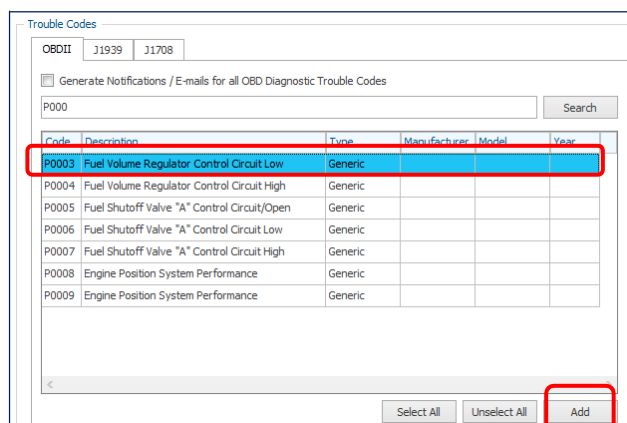 Trouble Codes
OBDII J1939 J1708
Generate Notifications / E-mails for all OBD Diagnostic Trouble Codes
P000 Search
Code Description Type Manufacturer Model Year
P0003 Fuel Volume Regulator Control Circuit Low Generic
P0004 Fuel Volume Regulator Control Circuit High Generic
P0005 Fuel Shutoff Valve "A" Control Circuit/Open Generic
P0006 Fuel Shutoff Valve "A" Control Circuit Low Generic
P0007 Fuel Shutoff Valve "A" Control Circuit High Generic
P0008 Engine Position System Performance Generic
P0009 Engine Position System Performance Generic
Select All Unselect All Add